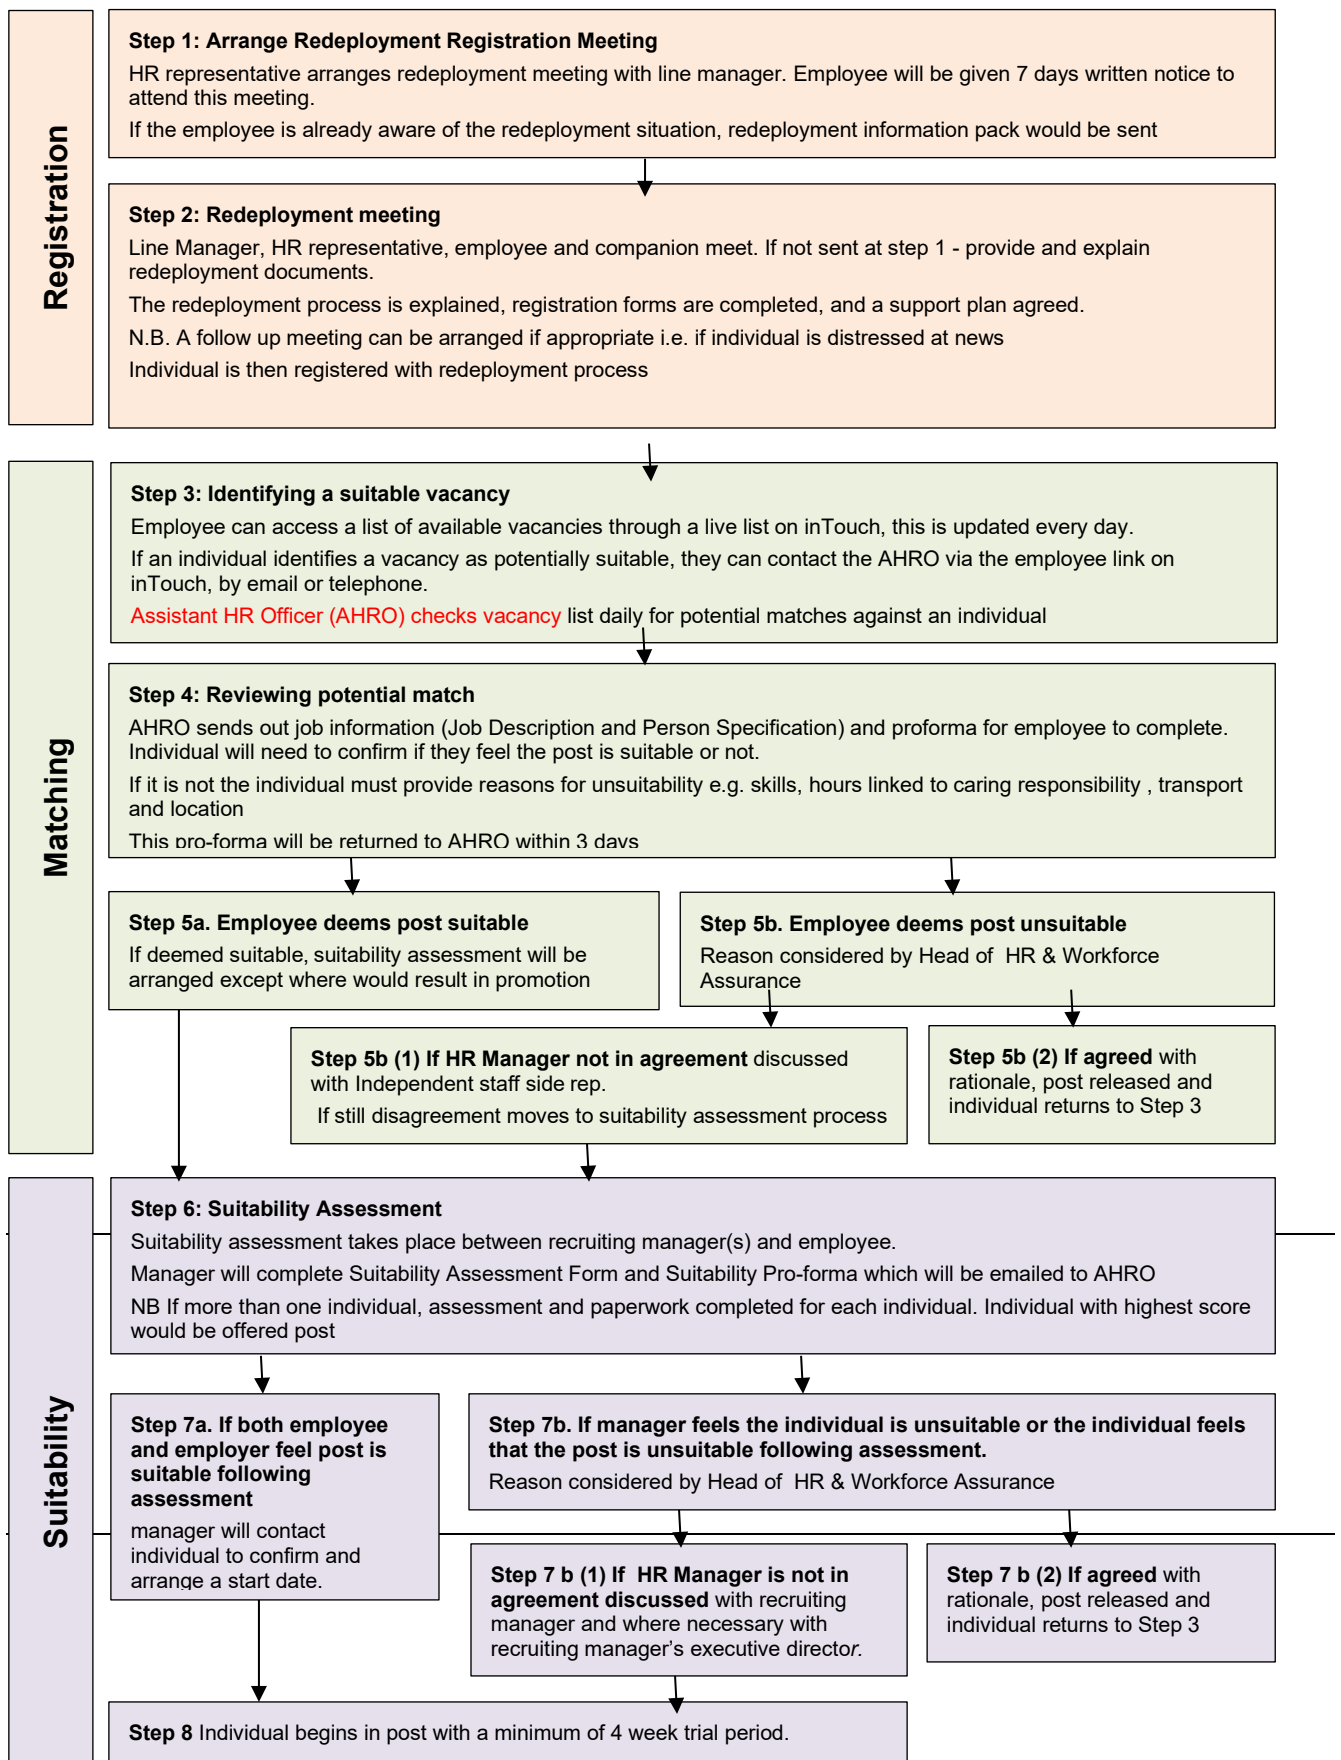 Registration
Step 1: Arrange Redeployment Registration Meeting
HR representative arranges redeployment meeting with line manager. Employee will be given 7 days written notice to
attend this meeting.
If the employee is already aware of the redeployment situation, redeployment information pack would be sent
Step 2: Redeployment meeting
Line Manager, HR representative, employee and companion meet. If not sent at step 1 - provide and explain
redeployment documents.
The redeployment process is explained, registration forms are completed, and a support plan agreed.
N.B. A follow up meeting can be arranged if appropriate i.e. if individual is distressed at news
Individual is then registered with redeployment process
Matching
Step 3: Identifying a suitable vacancy
Employee can access a list of available vacancies through a live list on inTouch, this is updated every day.
If an individual identifies a vacancy as potentially suitable, they can contact the AHRO via the employee link on
inTouch, by email or telephone.
Assistant HR Officer (AHRO) checks vacancy list daily for potential matches against an individual
Step 4: Reviewing potential match
AHRO sends out job information (Job Description and Person Specification) and proforma for employee to complete.
Individual will need to confirm if they feel the post is suitable or not.
If it is not the individual must provide reasons for unsuitability e.g. skills, hours linked to caring responsibility , transport
and location
This pro-forma will be returned to AHRO within 3 days
Step 5a. Employee deems post suitable
If deemed suitable, suitability assessment will be
arranged except where would result in promotion
Step 5b. Employee deems post unsuitable
Reason considered by Head of HR & Workforce
Assurance
Step 5b (1) If HR Manager not in agreement discussed
with Independent staff side rep.
If still disagreement moves to suitability assessment process
Step 5b (2) If agreed with
rationale, post released and
individual returns to Step 3
Suitability
Step 6: Suitability Assessment
Suitability assessment takes place between recruiting manager(s) and employee.
Manager will complete Suitability Assessment Form and Suitability Pro-forma which will be emailed to AHRO
NB If more than one individual, assessment and paperwork completed for each individual. Individual with highest score
would be offered post
Step 7a. If both employee
and employer feel post is
suitable following
assessment
manager will contact
individual to confirm and
arrange a start date.
Step 7b. If manager feels the individual is unsuitable or the individual feels
that the post is unsuitable following assessment.
Reason considered by Head of HR & Workforce Assurance
Step 7 b (1) If HR Manager is not in
agreement discussed with recruiting
manager and where necessary with
recruiting manager's executive director.
Step 7 b (2) If agreed with
rationale, post released and
individual returns to Step 3
Step 8 Individual begins in post with a minimum of 4 week trial period.